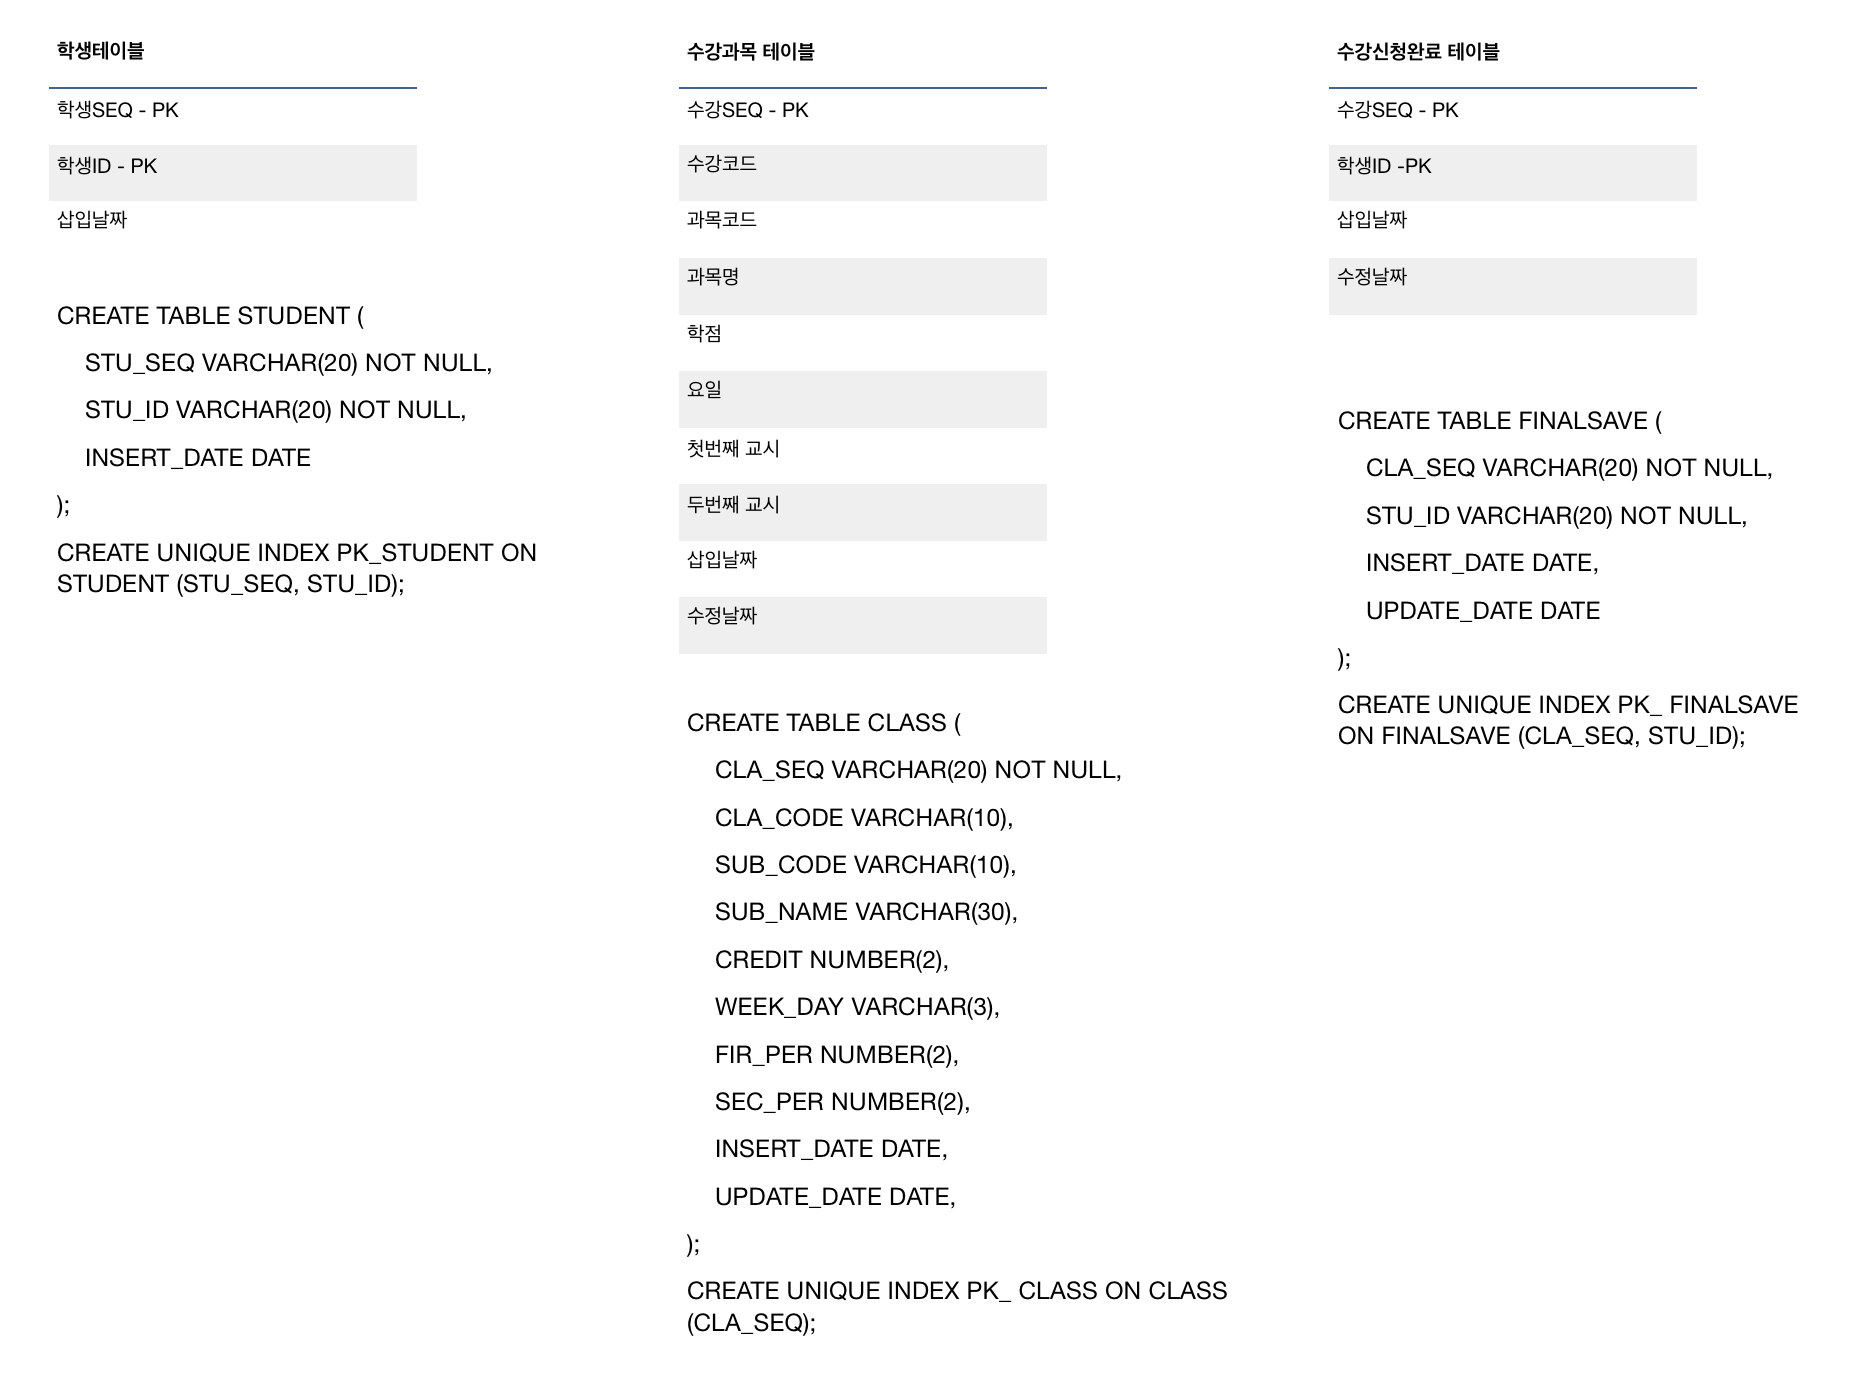 학생테이블
학생SEQ - PK
학생ID - PK
삽입날짜
CREATE TABLE STUDENT (
STU_SEQ VARCHAR(20) NOT NULL,
STU_ID VARCHAR(20) NOT NULL,
INSERT_DATE DATE
);
CREATE UNIQUE INDEX PK_STUDENT ON
STUDENT (STU_SEQ, STU_ID);
수강과목 테이블
수강SEQ - PK
수강코드
과목코드
과목명
학점
요일
첫번째 교시
두번째 교시
삽입날짜
수정날짜
CREATE TABLE CLASS (
CLA_SEQ VARCHAR(20) NOT NULL,
CLA_CODE VARCHAR(10),
SUB_CODE VARCHAR(10),
SUB_NAME VARCHAR(30),
CREDIT NUMBER(2),
WEEK_DAY VARCHAR(3),
FIR_PER NUMBER(2),
SEC_PER NUMBER(2),
INSERT_DATE DATE,
UPDATE_DATE DATE,
);
CREATE UNIQUE INDEX PK_ CLASS ON CLASS
(CLA_SEQ);
수강신청완료 테이블
수강SEQ - PK
학생ID -PK
삽입날짜
수정날짜
CREATE TABLE FINALSAVE (
CLA_SEQ VARCHAR(20) NOT NULL,
STU_ID VARCHAR(20) NOT NULL,
INSERT_DATE DATE,
UPDATE_DATE DATE
);
CREATE UNIQUE INDEX PK_ FINALSAVE
ON FINALSAVE (CLA_SEQ, STU_ID);